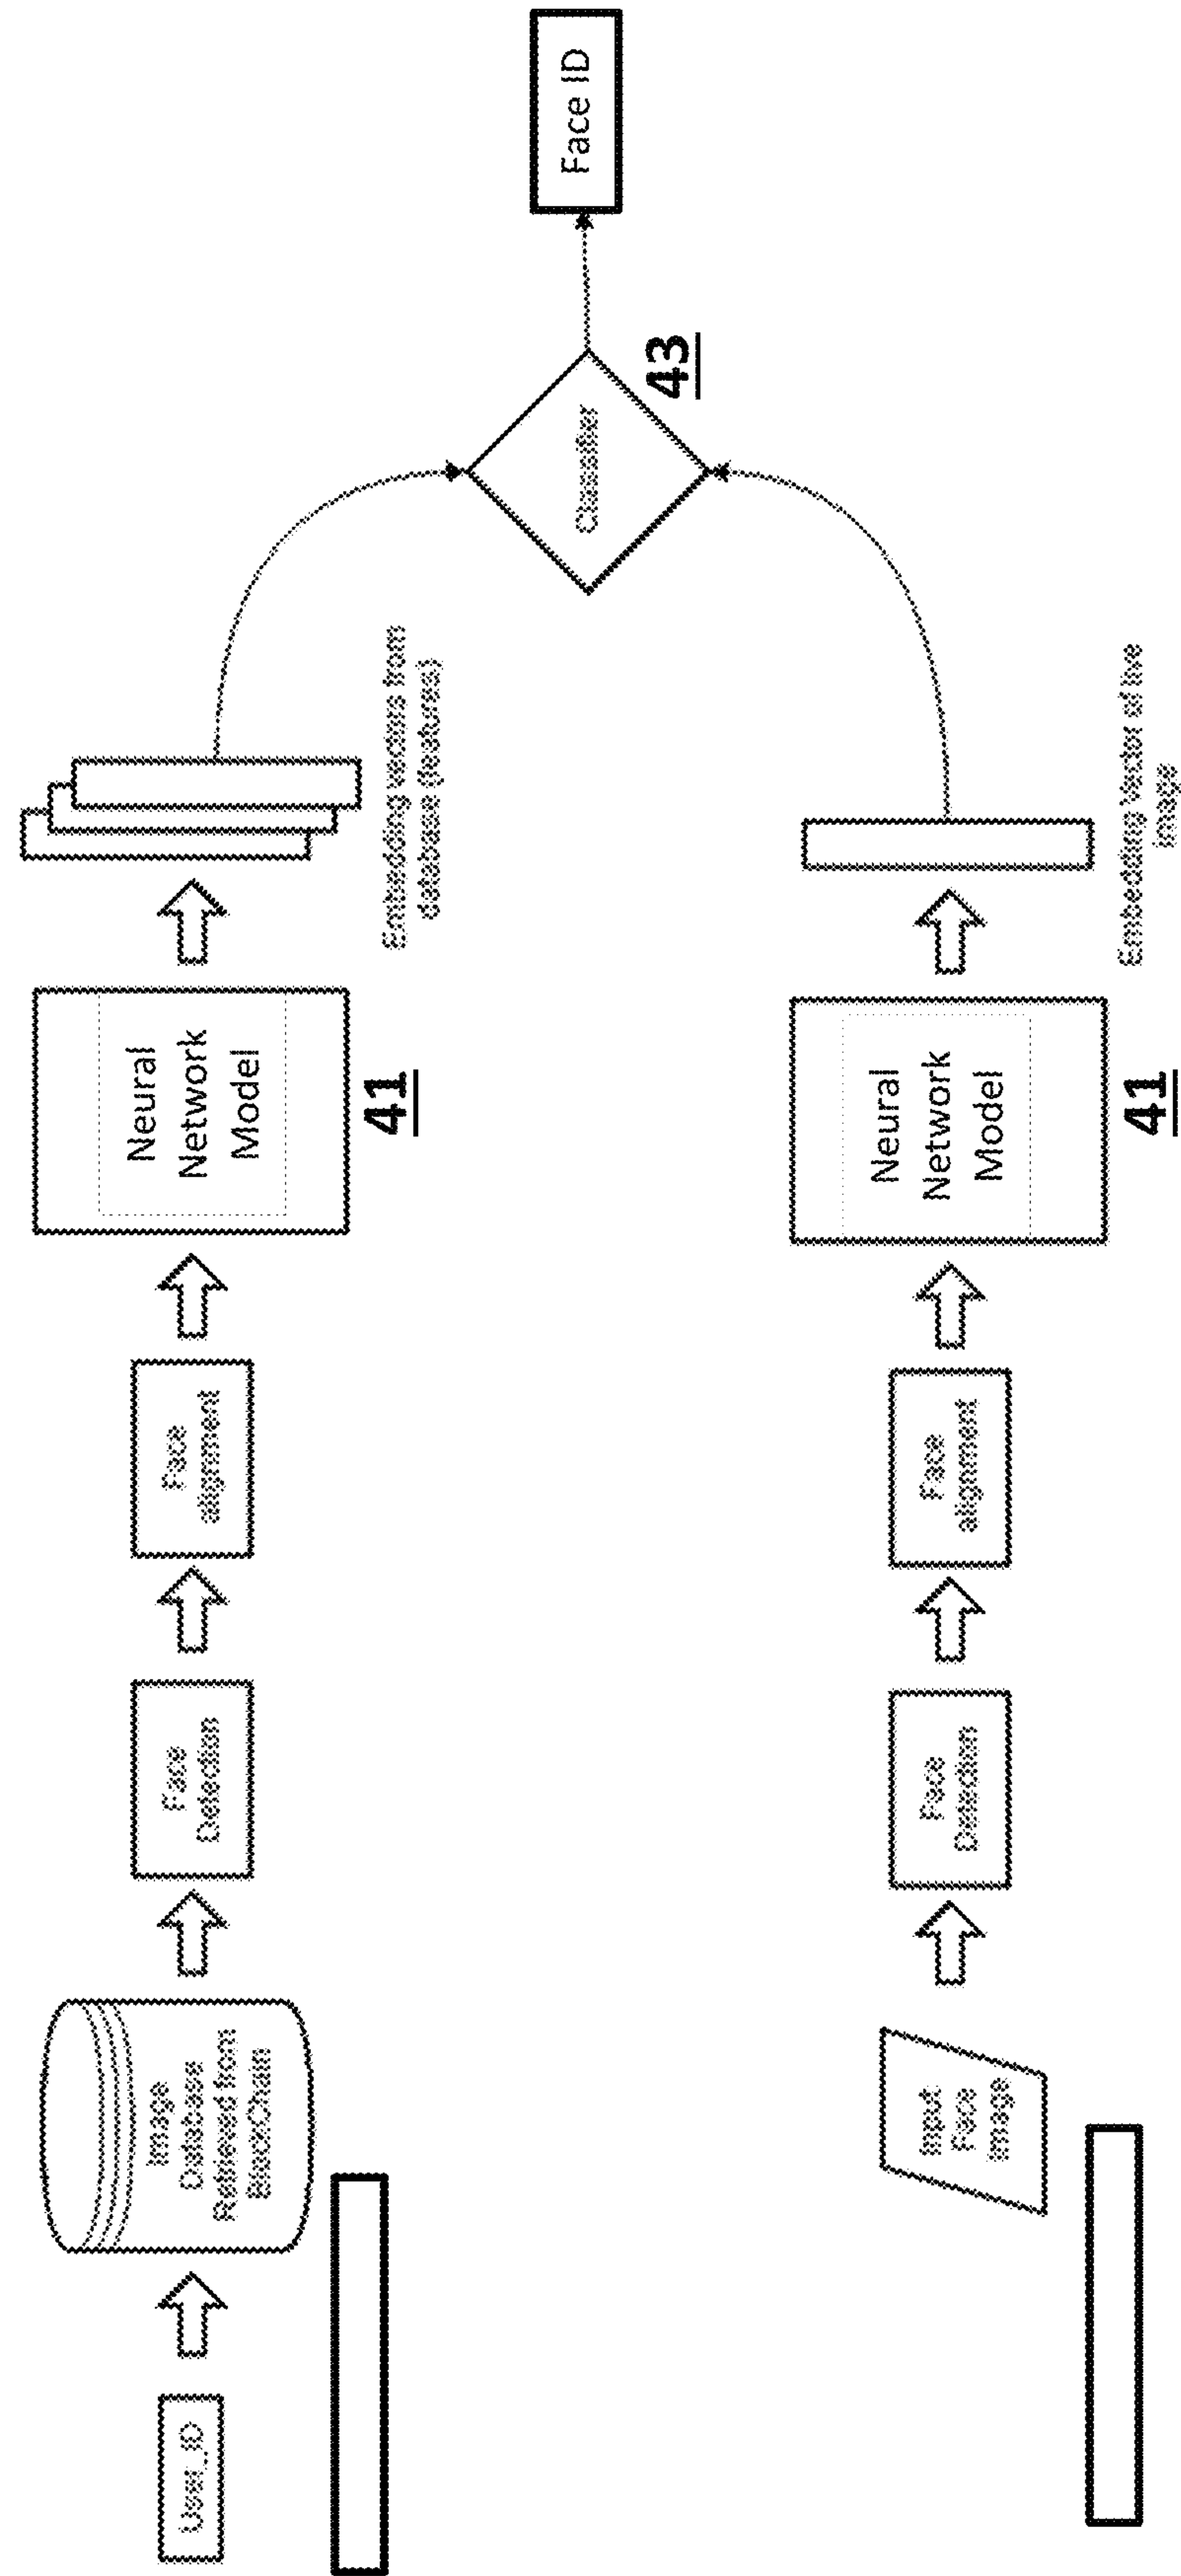 User_ID
Image
Database
Retrieved from
BlockChain
Face
Detection
Face
alignment
Neural
Network
Model
41
Embedding vectors from
database (features)
Classifier
43
Face ID
Input
Face
Image
Face
Detection
Face
alignment
Neural
Network
Model
41
Embedding Vector of live
image